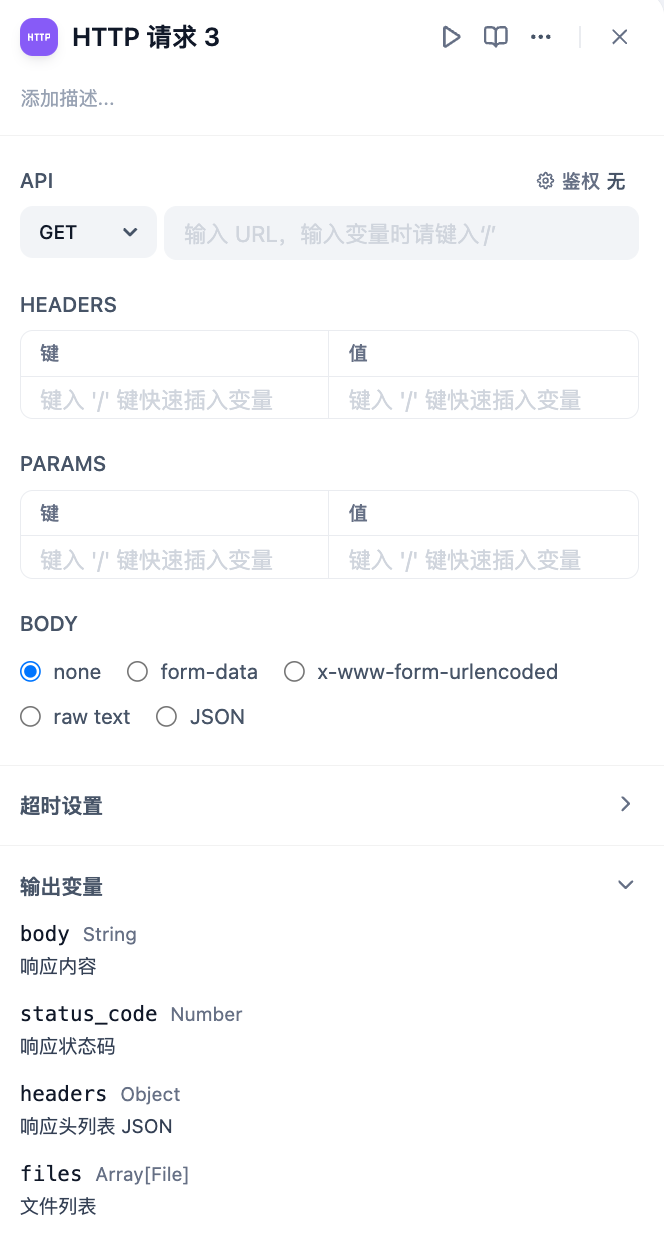 HTTP
HTTP 请求 3
添加描述...
API
鉴权 无
GET
输入 URL，输入变量时请键入‘/’
HEADERS
键 值
键入 '/' 键快速插入变量 键入 '/' 键快速插入变量
PARAMS
键 值
键入 '/' 键快速插入变量 键入 '/' 键快速插入变量
BODY
none form-data x-www-form-urlencoded
raw text JSON
超时设置
输出变量
body String
响应内容
status_code Number
响应状态码
headers Object
响应头列表 JSON
files Array[File]
文件列表